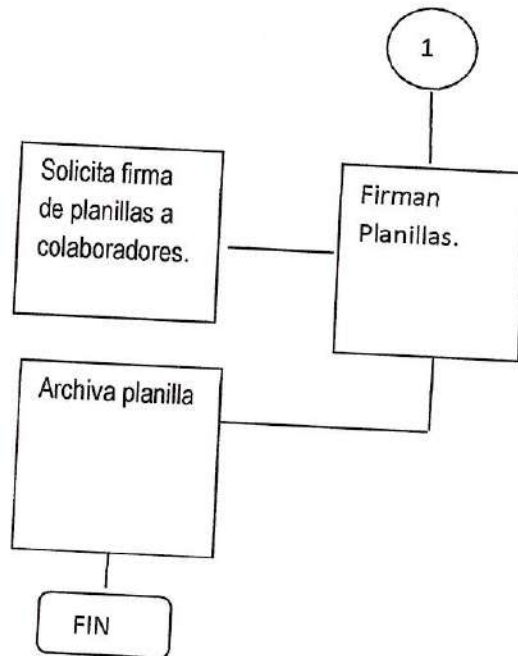 1
Solicita firma
de planillas a
colaboradores.
Firman
Planillas.
Archiva planilla
FIN